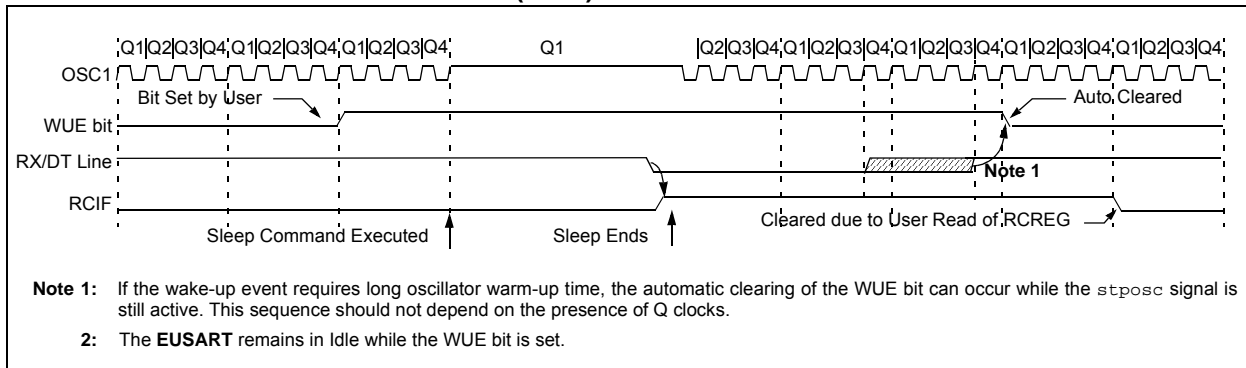 Q1|Q2|Q3|Q4|Q1|Q2|Q3|Q4|Q1|Q2|Q3|Q4 Q1 |Q2|Q3|Q4|Q1|Q2|Q3|Q4|Q1|Q2|Q3|Q4|Q1|Q2|Q3|Q4|Q1|Q2|Q3|Q4
OSC1
Bit Set by User Auto Cleared
WUE bit
RX/DT Line
Note 1
RCIF
Cleared due to User Read of RCREG
Sleep Command Executed Sleep Ends
Note 1: If the wake-up event requires long oscillator warm-up time, the automatic clearing of the WUE bit can occur while the stposc signal is
still active. This sequence should not depend on the presence of Q clocks.
2: The EUSART remains in Idle while the WUE bit is set.